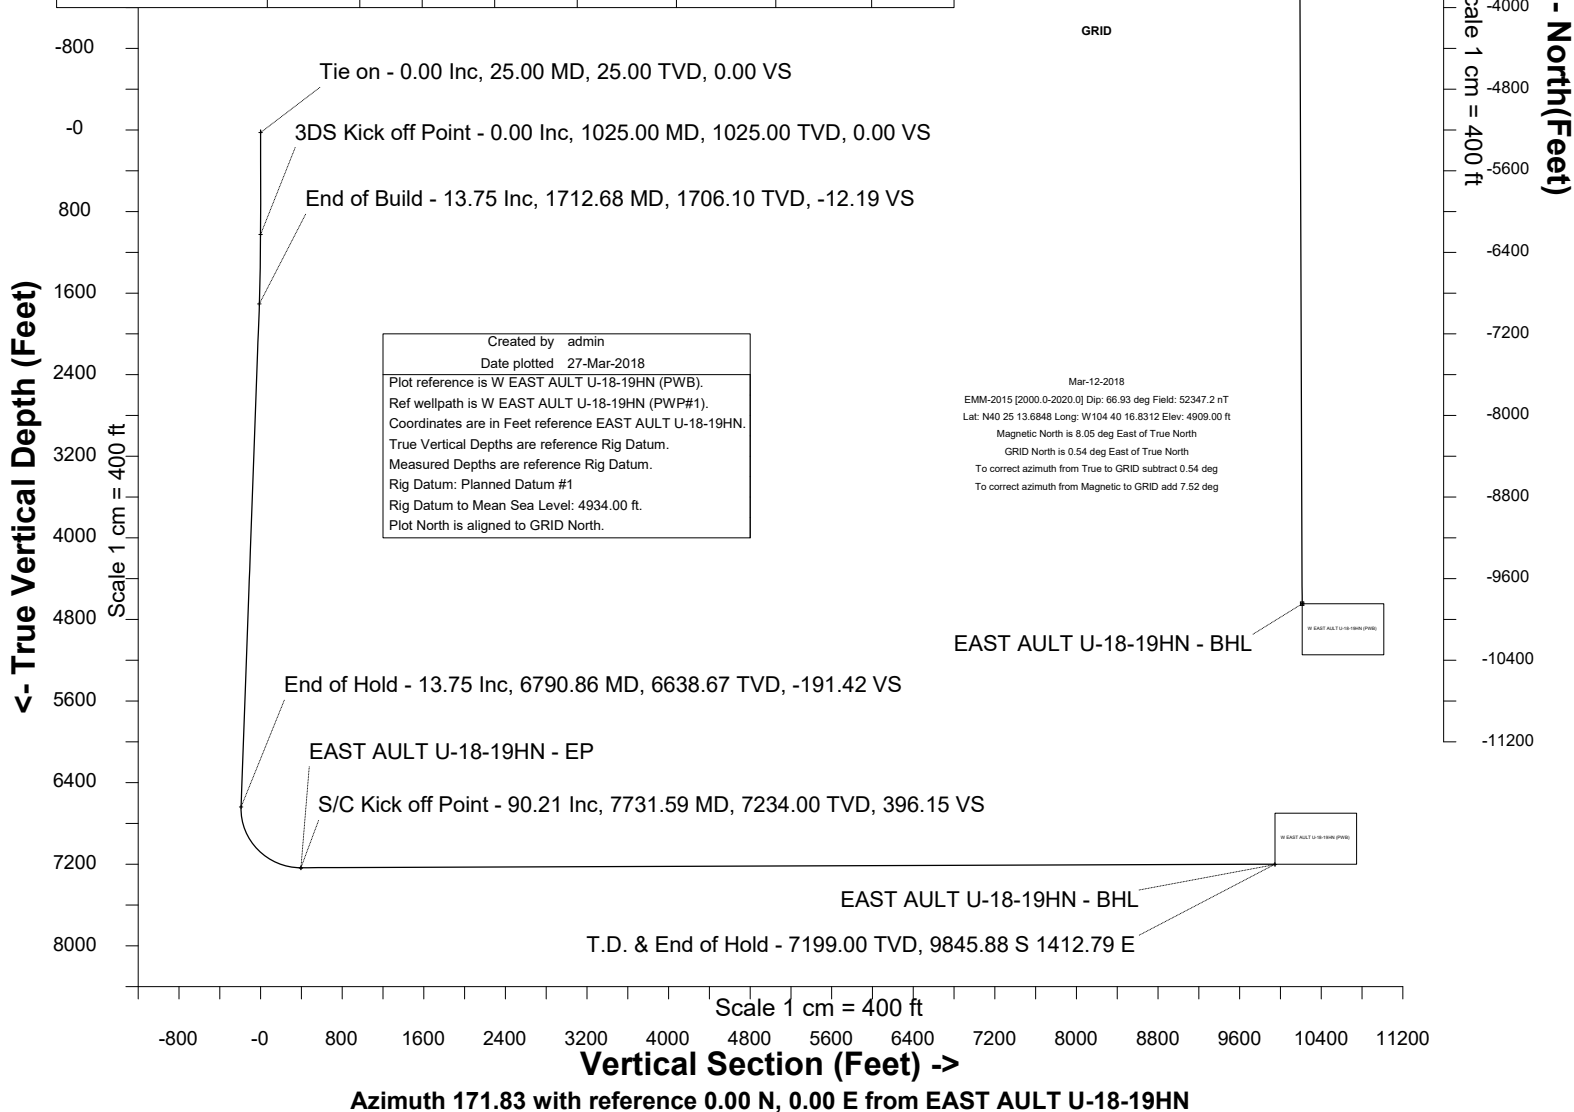 GRID
-800
-0
800
1600
2400
3200
4000
4800
5600
6400
7200
8000
<- True Vertical Depth (Feet)
Scale 1 cm = 400 ft
Tie on - 0.00 Inc, 25.00 MD, 25.00 TVD, 0.00 VS
3DS Kick off Point - 0.00 Inc, 1025.00 MD, 1025.00 TVD, 0.00 VS
End of Build - 13.75 Inc, 1712.68 MD, 1706.10 TVD, -12.19 VS
Created by admin
Date plotted 27-Mar-2018
Plot reference is W EAST AULT U-18-19HN (PWB).
Ref wellpath is W EAST AULT U-18-19HN (PWP#1).
Coordinates are in Feet reference EAST AULT U-18-19HN.
True Vertical Depths are reference Rig Datum.
Measured Depths are reference Rig Datum.
Rig Datum: Planned Datum #1
Rig Datum to Mean Sea Level: 4934.00 ft.
Plot North is aligned to GRID North.
Mar-12-2018
EMM-2015 [2000.0-2020.0] Dip: 66.93 deg Field: 52347.2 nT
Lat: N40 25 13.6848 Long: W104 40 16.8312 Elev: 4909.00 ft
Magnetic North is 8.05 deg East of True North
GRID North is 0.54 deg East of True North
To correct azimuth from True to GRID subtract 0.54 deg
To correct azimuth from Magnetic to GRID add 7.52 deg
-4000
-4800
-5600
-6400
-7200
-8000
-8800
-9600
-10400
-11200
cale 1 cm = 400 ft
- North(Feet)
EAST AULT U-18-19HN - BHL
W EAST AULT U-18-19HN (PWB)
End of Hold - 13.75 Inc, 6790.86 MD, 6638.67 TVD, -191.42 VS
EAST AULT U-18-19HN - EP
S/C Kick off Point - 90.21 Inc, 7731.59 MD, 7234.00 TVD, 396.15 VS
W EAST AULT U-18-19HN (PWB)
EAST AULT U-18-19HN - BHL
T.D. & End of Hold - 7199.00 TVD, 9845.88 S 1412.79 E
Scale 1 cm = 400 ft
-800 -0 800 1600 2400 3200 4000 4800 5600 6400 7200 8000 8800 9600 10400 11200
Vertical Section (Feet) ->
Azimuth 171.83 with reference 0.00 N, 0.00 E from EAST AULT U-18-19HN